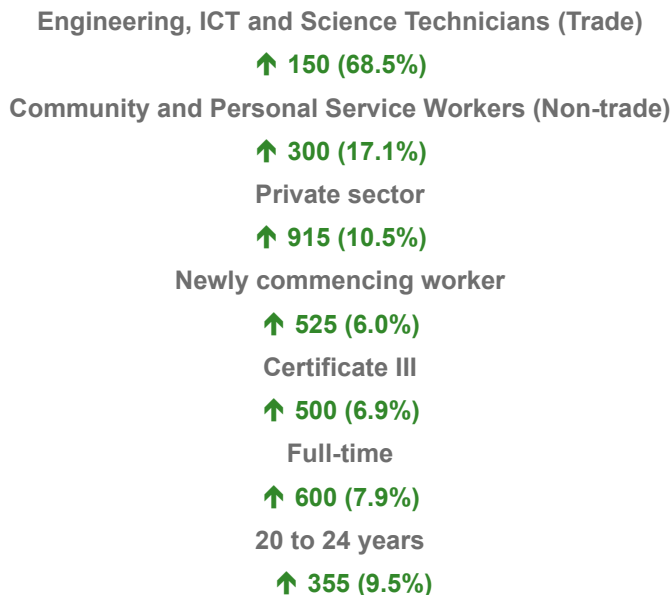 Engineering, ICT and Science Technicians (Trade)
↑ 150 (68.5%)
Community and Personal Service Workers (Non-trade)
↑ 300 (17.1%)
Private sector
↑ 915 (10.5%)
Newly commencing worker
↑ 525 (6.0%)
Certificate III
↑ 500 (6.9%)
Full-time
↑ 600 (7.9%)
20 to 24 years
↑ 355 (9.5%)